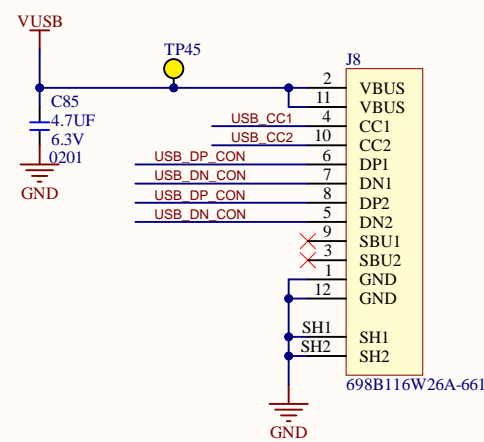 VUSB
TP45
J8
C85
4.7UF
6.3V
0201
GND
2 VBUS
11 VBUS
USB_CC1 4 CC1
USB_CC2 10 CC2
USB_DP_CON 6 DP1
USB_DN_CON 7 DN1
USB_DP_CON 8 DP2
USB_DN_CON 5 DN2
9 SBU1
3 SBU2
1 GND
12 GND
SH1 SH1
SH2 SH2
698B116W26A-661
GND